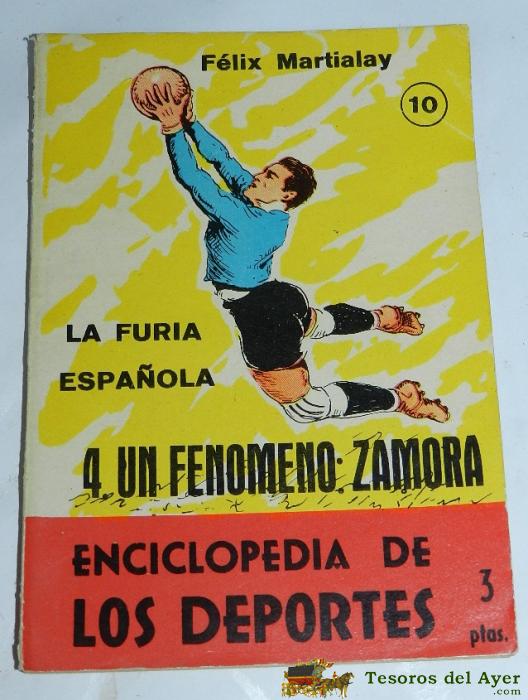 Félix Martialay
10
LA FURIA
ESPAÑOLA
4. UN FENOMENO: ZAMORA
ENCICLOPEDIA DE
LOS DEPORTES
3
ptas.
Tesoros del Ayer
.com